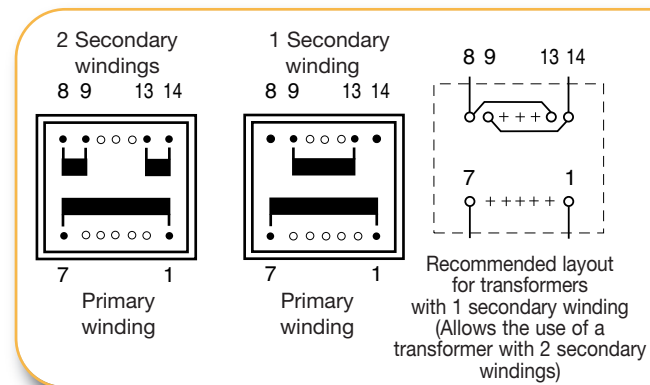 2 Secondary
windings
8 9 13 14
7 1
Primary
winding
1 Secondary
winding
8 9 13 14
7 1
Primary
winding
8 9 13 14
+ + +
7 1
+ + + + +
Recommended layout
for transformers
with 1 secondary winding
(Allows the use of a
transformer with 2 secondary
windings)